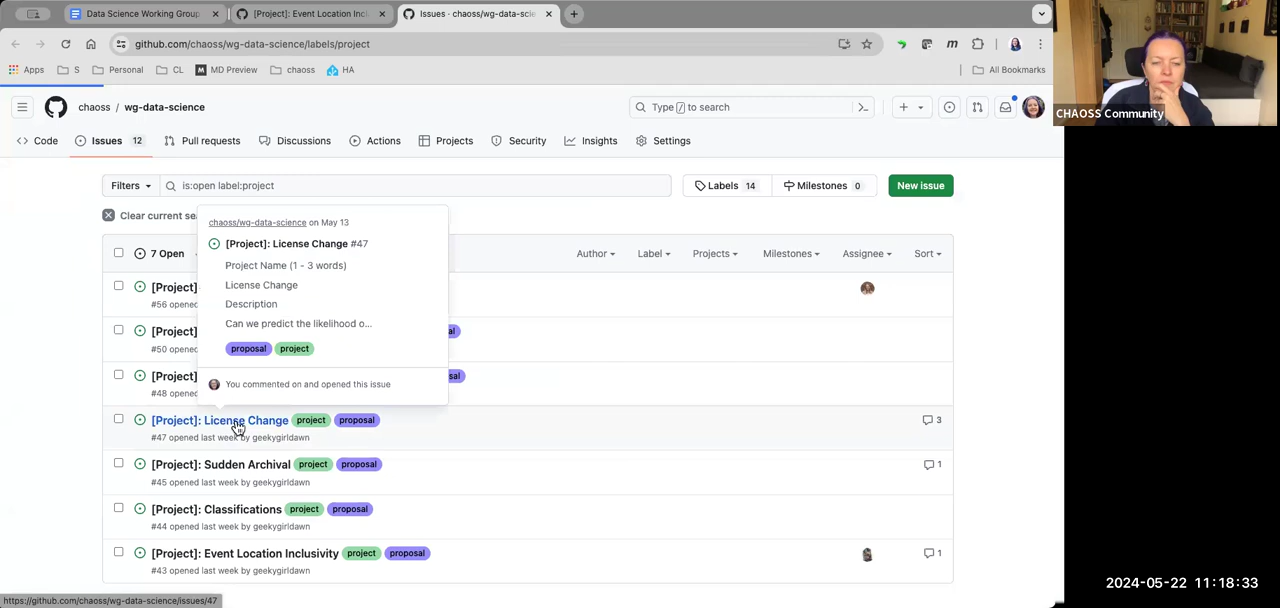 Data Science Working Group
[Project]: Event Location Incl
Issues · chaoss/wg-data-scie
github.com/chaoss/wg-data-science/labels/project
Apps
S
Personal
CL
MD Preview
chaoss
HA
All Bookmarks
CHAOSS Community
chaoss / wg-data-science
Type / to search
Code
Issues 12
Pull requests
Discussions
Actions
Projects
Security
Insights
Settings
Filters
is:open label:project
Labels 14
Milestones 0
New issue
Clear current se
chaoss/wg-data-science on May 13
[Project]: License Change #47
Project Name (1 - 3 words)
License Change
Description
Can we predict the likelihood o...
proposal project
You commented on and opened this issue
7 Open
Author
Label
Projects
Milestones
Assignee
Sort
[Project]
#56 opened
[Project]
al
#50 opened
[Project]
sal
#48 opened
[Project]: License Change project proposal
3
#47 opened last week by geekygirldawn
[Project]: Sudden Archival project proposal
1
#45 opened last week by geekygirldawn
[Project]: Classifications project proposal
#44 opened last week by geekygirldawn
[Project]: Event Location Inclusivity project proposal
1
#43 opened last week by geekygirldawn
https://github.com/chaoss/wg-data-science/issues/47
2024-05-22 11:18:33